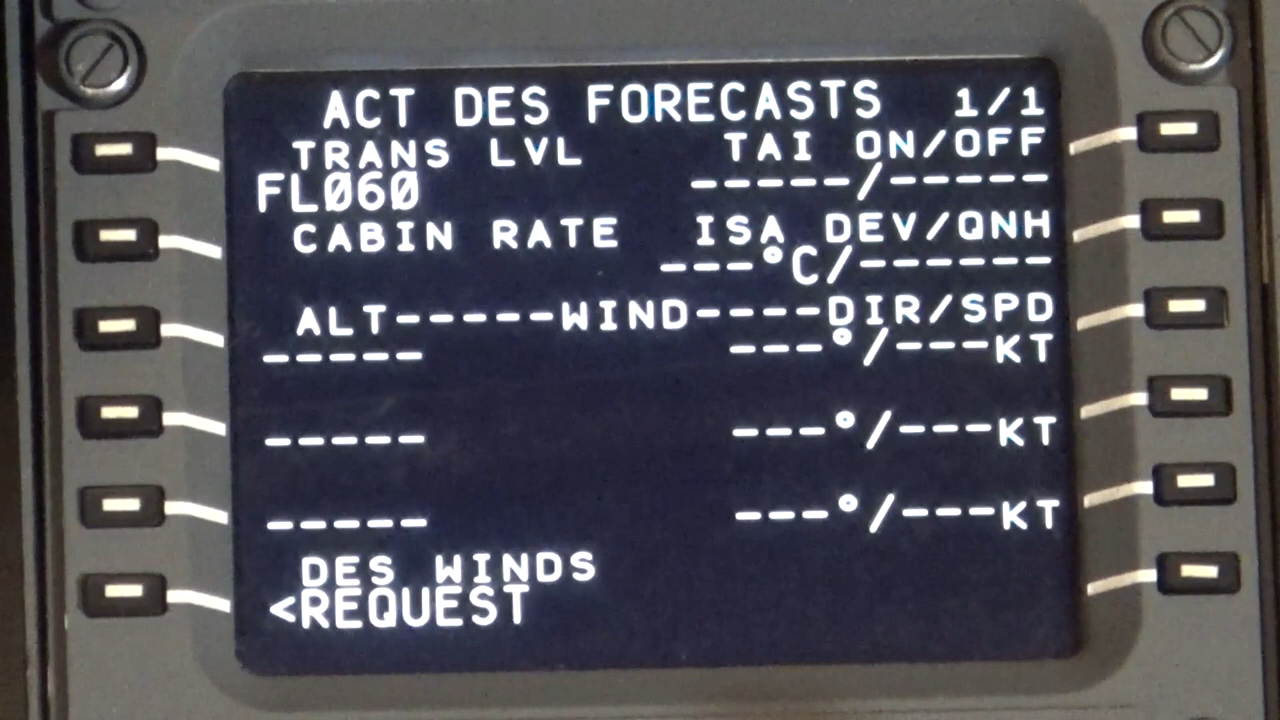 ACT DES FORECASTS 1/1
TRANS LVL TAI ON/OFF
FL060 -----/-----
CABIN RATE ISA DEV/QNH
---°C/------
ALT-----WIND----DIR/SPD
----- ---°/---KT
----- ---°/---KT
----- ---°/---KT
DES WINDS
<REQUEST